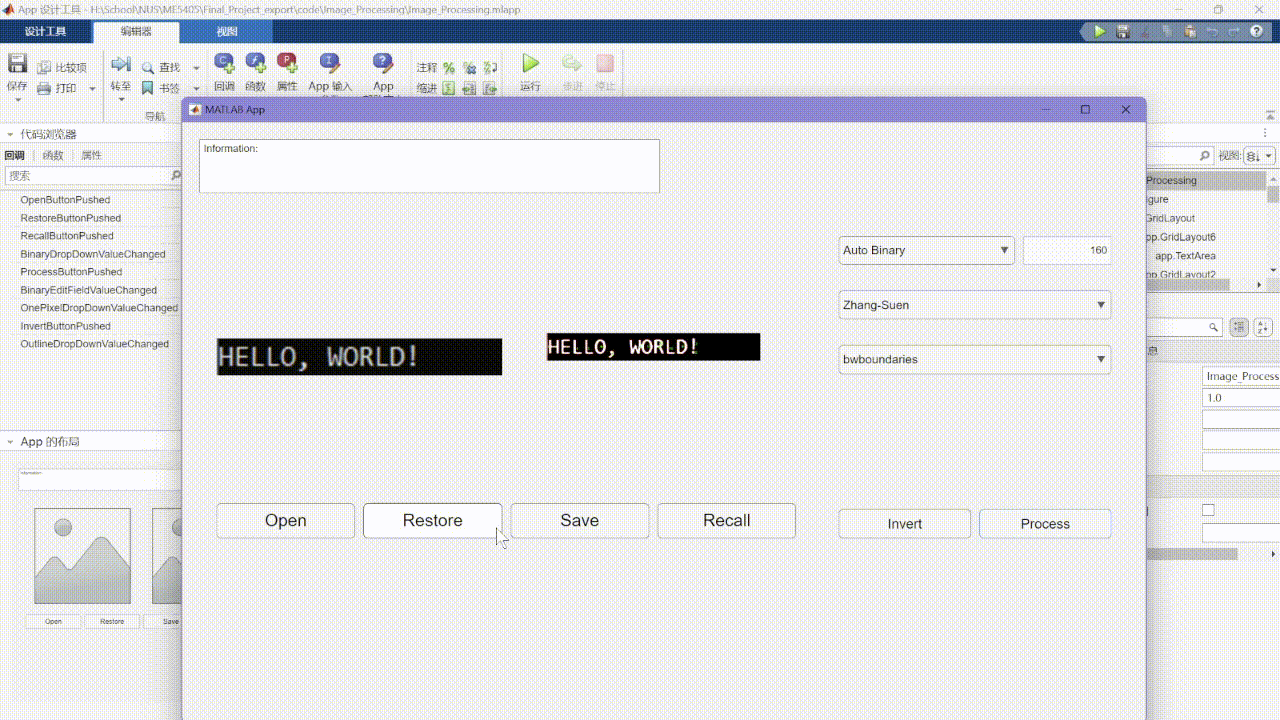 App 设计工具 - H:\School\NUS\ME5405\Final_Project_export\code\Image_Processing\Image_Processing.mlapp
设计工具 编辑器 视图
保存 比较项 打印 转至 查找 书签 导航
回调 函数 属性 App 输入 App
注释 缩进 运行 步进 停止
代码浏览器
回调 函数 属性
搜索
OpenButtonPushed
RestoreButtonPushed
RecallButtonPushed
BinaryDropDownValueChanged
ProcessButtonPushed
BinaryEditFieldValueChanged
OnePixelDropDownValueChanged
InvertButtonPushed
OutlineDropDownValueChanged
App 的布局
Information:
Open Restore Save
MATLAB App
Information:
Auto Binary 160
Zhang-Suen
bwboundaries
HELLO, WORLD!
HELLO, WORLD!
Open Restore Save Recall Invert Process
视图:
Processing
igure
GridLayout
app.GridLayout6
app.TextArea
app.GridLayout2
息
Image_Process
1.0